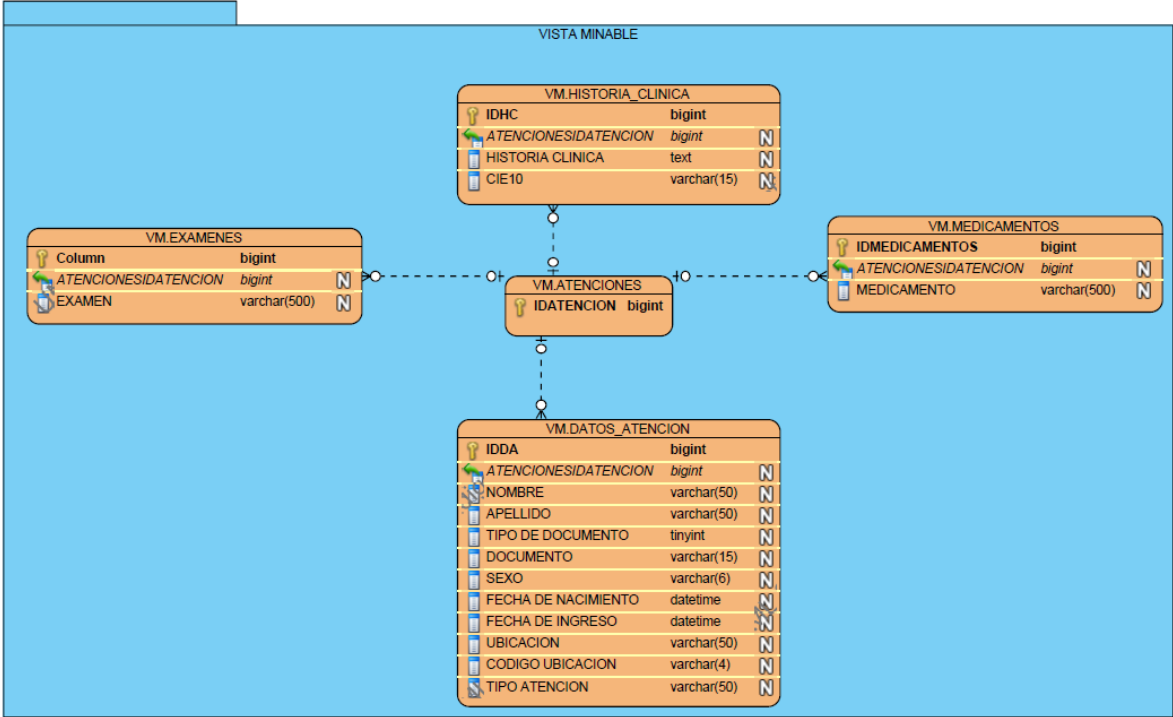 VISTA MINABLE
VM.HISTORIA_CLINICA
IDHC bigint
ATENCIONESIDATENCION bigint N
HISTORIA CLINICA text N
CIE10 varchar(15) N
VM.EXAMENES
Column bigint
ATENCIONESIDATENCION bigint N
EXAMEN varchar(500) N
VM.ATENCIONES
IDATENCION bigint
VM.MEDICAMENTOS
IDMEDICAMENTOS bigint
ATENCIONESIDATENCION bigint N
MEDICAMENTO varchar(500) N
VM.DATOS_ATENCION
IDDA bigint
ATENCIONESIDATENCION bigint N
NOMBRE varchar(50) N
APELLIDO varchar(50) N
TIPO DE DOCUMENTO tinyint N
DOCUMENTO varchar(15) N
SEXO varchar(6) N
FECHA DE NACIMIENTO datetime N
FECHA DE INGRESO datetime N
UBICACION varchar(50) N
CODIGO UBICACION varchar(4) N
TIPO ATENCION varchar(50) N